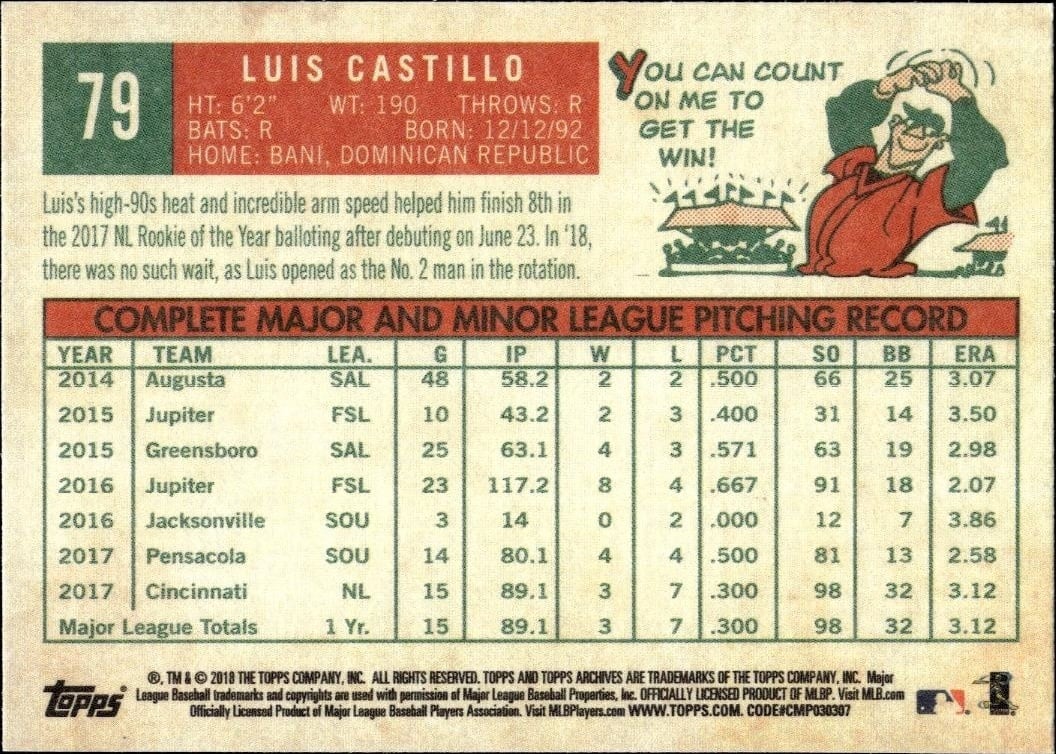 79
LUIS CASTILLO
HT: 6'2" WT: 190 THROWS: R
BATS: R BORN: 12/12/92
HOME: BANI, DOMINICAN REPUBLIC
YOU CAN COUNT
ON ME TO
GET THE
WIN!
Luis's high-90s heat and incredible arm speed helped him finish 8th in
the 2017 NL Rookie of the Year balloting after debuting on June 23. In '18,
there was no such wait, as Luis opened as the No. 2 man in the rotation.
COMPLETE MAJOR AND MINOR LEAGUE PITCHING RECORD
YEAR TEAM LEA. G IP W L PCT SO BB ERA
2014 Augusta SAL 48 58.2 2 2 .500 66 25 3.07
2015 Jupiter FSL 10 43.2 2 3 .400 31 14 3.50
2015 Greensboro SAL 25 63.1 4 3 .571 63 19 2.98
2016 Jupiter FSL 23 117.2 8 4 .667 91 18 2.07
2016 Jacksonville SOU 3 14 0 2 .000 12 7 3.86
2017 Pensacola SOU 14 80.1 4 4 .500 81 13 2.58
2017 Cincinnati NL 15 89.1 3 7 .300 98 32 3.12
Major League Totals 1 Yr. 15 89.1 3 7 .300 98 32 3.12
®, TM & © 2018 THE TOPPS COMPANY, INC. ALL RIGHTS RESERVED. TOPPS AND TOPPS ARCHIVES ARE TRADEMARKS OF THE TOPPS COMPANY, INC. Major
League Baseball trademarks and copyrights are used with permission of Major League Baseball Properties, Inc. OFFICIALLY LICENSED PRODUCT OF MLBP. Visit MLB.com
Officially Licensed Product of Major League Baseball Players Association. Visit MLBPlayers.com WWW.TOPPS.COM. CODE#CMP030307
Topps